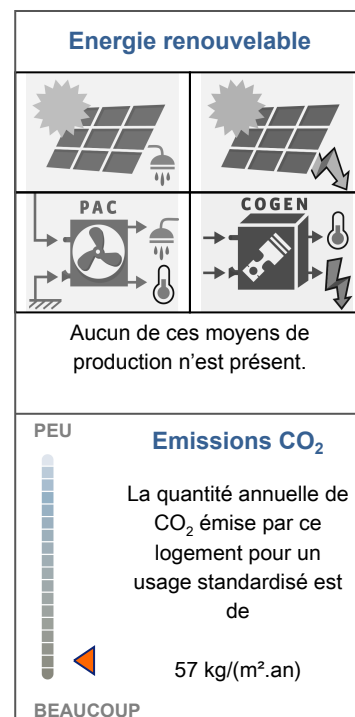 Energie renouvelable
PAC
COGEN
Aucun de ces moyens de
production n’est présent.
PEU
Emissions CO₂
La quantité annuelle de
CO₂ émise par ce
logement pour un
usage standardisé est
de
57 kg/(m².an)
BEAUCOUP